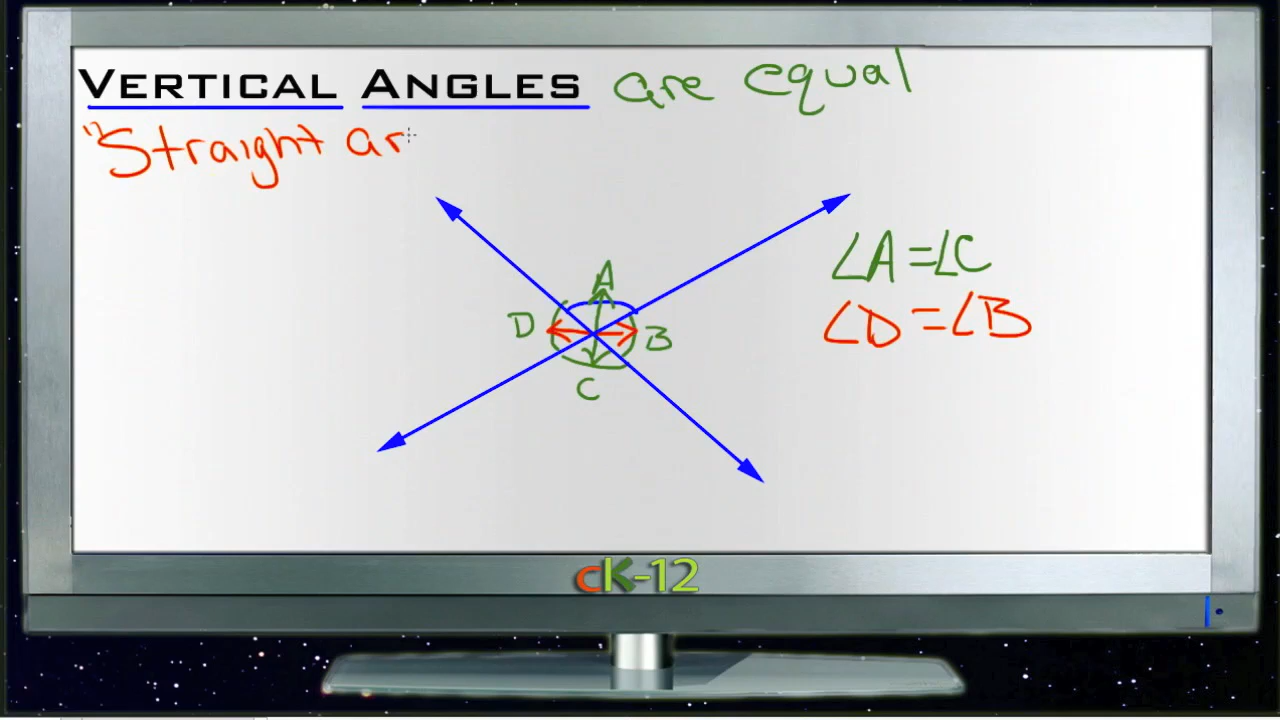 VERTICAL ANGLES are equal
"Straight ar
∠A=∠C
∠D=∠B
A
D
B
C
cK-12